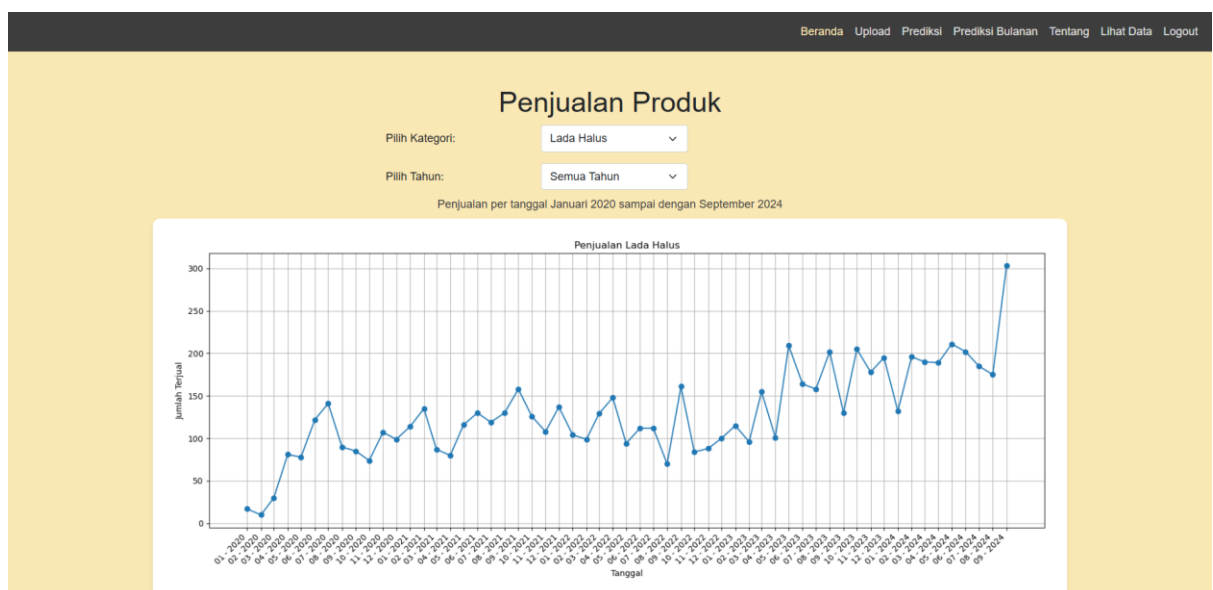 Beranda Upload Prediksi Prediksi Bulanan Tentang Lihat Data Logout
Penjualan Produk
Pilih Kategori: Lada Halus
Pilih Tahun: Semua Tahun
Penjualan per tanggal Januari 2020 sampai dengan September 2024
Penjualan Lada Halus
300
250
200
150
100
50
0
Jumlah Terjual
01 - 2020 02 - 2020 03 - 2020 04 - 2020 05 - 2020 06 - 2020 07 - 2020 08 - 2020 09 - 2020 10 - 2020 11 - 2020 12 - 2020 01 - 2021 02 - 2021 03 - 2021 04 - 2021 05 - 2021 06 - 2021 07 - 2021 08 - 2021 09 - 2021 10 - 2021 11 - 2021 12 - 2021 01 - 2022 02 - 2022 03 - 2022 04 - 2022 05 - 2022 06 - 2022 07 - 2022 08 - 2022 09 - 2022 10 - 2022 11 - 2022 12 - 2022 01 - 2023 02 - 2023 03 - 2023 04 - 2023 05 - 2023 06 - 2023 07 - 2023 08 - 2023 09 - 2023 10 - 2023 11 - 2023 12 - 2023 01 - 2024 02 - 2024 03 - 2024 04 - 2024 05 - 2024 06 - 2024 07 - 2024 08 - 2024 09 - 2024
Tanggal